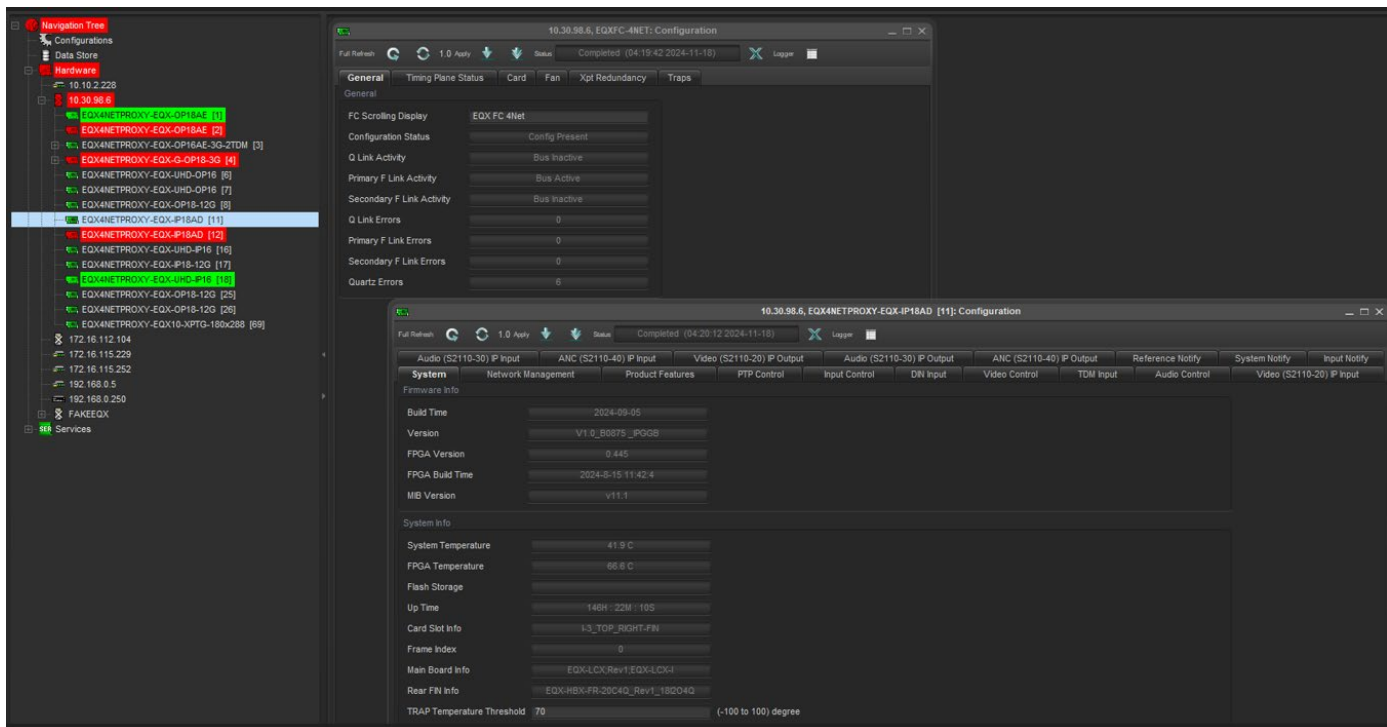 Navigation Tree
Configurations
Data Store
Hardware
10.10.2.228
10.30.98.6
EQX4NETPROXY-EQX-OP18AE [1]
EQX4NETPROXY-EQX-OP18AE [2]
EQX4NETPROXY-EQX-OP16AE-3G-2TDM [3]
EQX4NETPROXY-EQX-G-OP18-3G [4]
EQX4NETPROXY-EQX-UHD-OP16 [6]
EQX4NETPROXY-EQX-UHD-OP16 [7]
EQX4NETPROXY-EQX-OP18-12G [8]
EQX4NETPROXY-EQX-IP18AD [11]
EQX4NETPROXY-EQX-IP18AD [12]
EQX4NETPROXY-EQX-UHD-IP16 [16]
EQX4NETPROXY-EQX-IP18-12G [17]
EQX4NETPROXY-EQX-UHD-IP16 [18]
EQX4NETPROXY-EQX-OP18-12G [25]
EQX4NETPROXY-EQX-OP18-12G [26]
EQX4NETPROXY-EQX10-XPTG-180x288 [69]
172.16.112.104
172.16.115.229
172.16.115.252
192.168.0.5
192.168.0.250
FAKEEQX
SER Services
10.30.98.6, EQXFC-4NET: Configuration
Full Refresh 1.0 Apply Status Completed (04:19:42 2024-11-18) Logger
General Timing Plane Status Card Fan Xpt Redundancy Traps
General
FC Scrolling Display EQX FC 4Net
Configuration Status Config Present
Q Link Activity Bus Inactive
Primary F Link Activity Bus Active
Secondary F Link Activity Bus Inactive
Q Link Errors 0
Primary F Link Errors 0
Secondary F Link Errors 0
Quartz Errors 6
10.30.98.6, EQX4NETPROXY-EQX-IP18AD [11]: Configuration
Full Refresh 1.0 Apply Status Completed (04:20:12 2024-11-18) Logger
Audio (S2110-30) IP Input ANC (S2110-40) IP Input Video (S2110-20) IP Output Audio (S2110-30) IP Output ANC (S2110-40) IP Output Reference Notify System Notify Input Notify
System Network Management Product Features PTP Control Input Control DIN Input Video Control TDM Input Audio Control Video (S2110-20) IP Input
Firmware Info
Build Time 2024-09-05
Version V1.0_B0875_IPGGB
FPGA Version 0.445
FPGA Build Time 2024-8-15 11:42:4
MIB Version v11.1
System Info
System Temperature 41.9 C
FPGA Temperature 66.6 C
Flash Storage
Up Time 146H : 22M : 10S
Card Slot Info I-3_TOP_RIGHT-FIN
Frame Index 0
Main Board Info EQX-LCX;Rev1;EQX-LCX-I
Rear FIN Info EQX-HBX-FR-20C4Q_Rev1_18I2O4Q
TRAP Temperature Threshold 70 (-100 to 100) degree